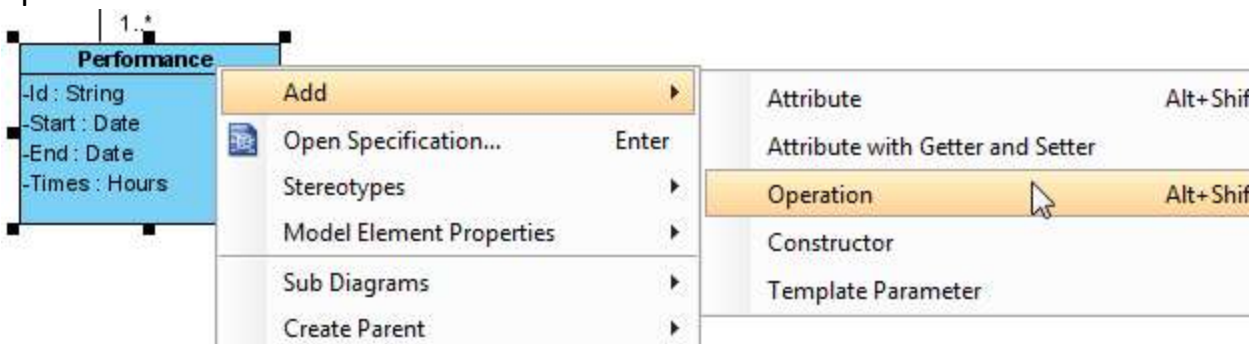 1..*
Performance
-Id : String
-Start : Date
-End : Date
-Times : Hours
Add
Open Specification... Enter
Stereotypes
Model Element Properties
Sub Diagrams
Create Parent
Attribute Alt+Shif
Attribute with Getter and Setter
Operation Alt+Shif
Constructor
Template Parameter